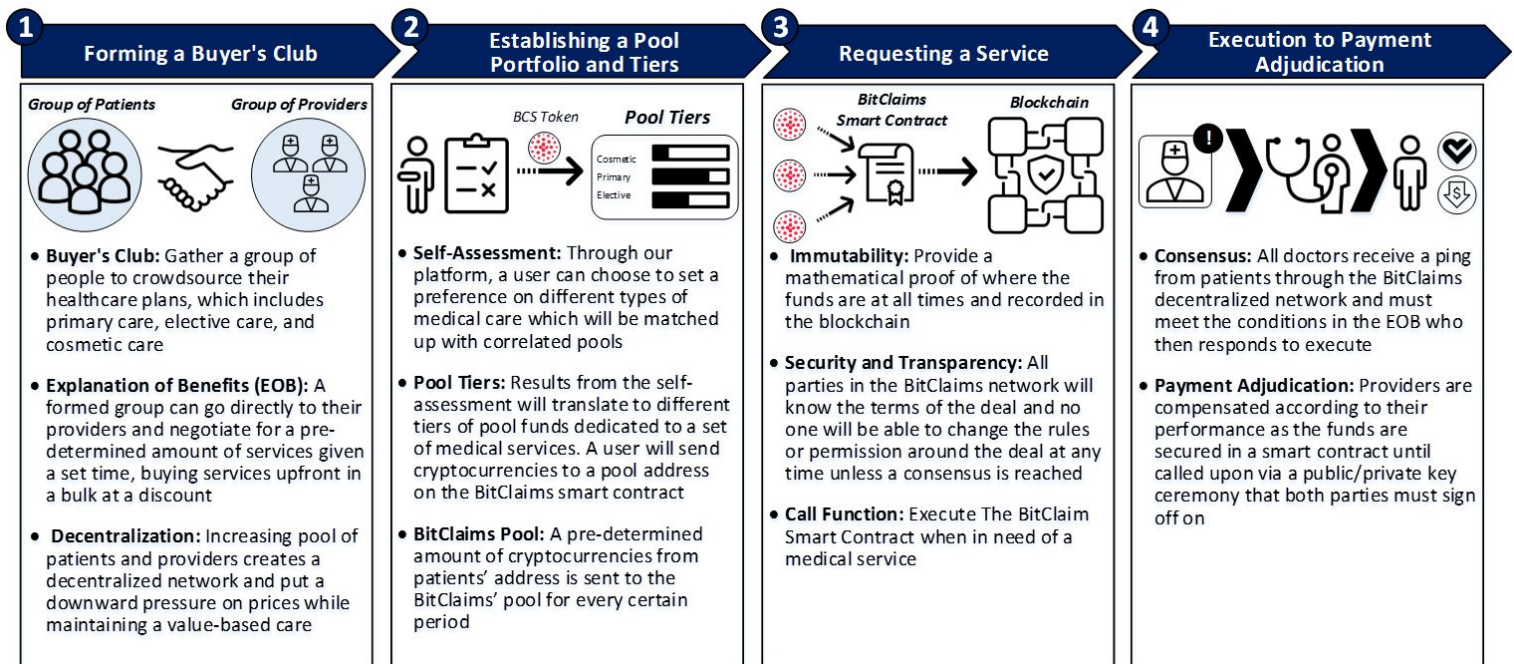 1
Forming a Buyer's Club
Group of Patients
Group of Providers
• Buyer's Club: Gather a group of
people to crowdsource their
healthcare plans, which includes
primary care, elective care, and
cosmetic care
• Explanation of Benefits (EOB): A
formed group can go directly to their
providers and negotiate for a pre-
determined amount of services given
a set time, buying services upfront in
a bulk at a discount
• Decentralization: Increasing pool of
patients and providers creates a
decentralized network and put a
downward pressure on prices while
maintaining a value-based care
2
Establishing a Pool
Portfolio and Tiers
BCS Token
Pool Tiers
Cosmetic
Primary
Elective
• Self-Assessment: Through our
platform, a user can choose to set a
preference on different types of
medical care which will be matched
up with correlated pools
• Pool Tiers: Results from the self-
assessment will translate to different
tiers of pool funds dedicated to a set
of medical services. A user will send
cryptocurrencies to a pool address
on the BitClaims smart contract
• BitClaims Pool: A pre-determined
amount of cryptocurrencies from
patients’ address is sent to the
BitClaims’ pool for every certain
period
3
Requesting a Service
BitClaims
Smart Contract
Blockchain
• Immutability: Provide a
mathematical proof of where the
funds are at all times and recorded in
the blockchain
• Security and Transparency: All
parties in the BitClaims network will
know the terms of the deal and no
one will be able to change the rules
or permission around the deal at any
time unless a consensus is reached
• Call Function: Execute The BitClaim
Smart Contract when in need of a
medical service
4
Execution to Payment
Adjudication
!
$
• Consensus: All doctors receive a ping
from patients through the BitClaims
decentralized network and must
meet the conditions in the EOB who
then responds to execute
• Payment Adjudication: Providers are
compensated according to their
performance as the funds are
secured in a smart contract until
called upon via a public/private key
ceremony that both parties must sign
off on